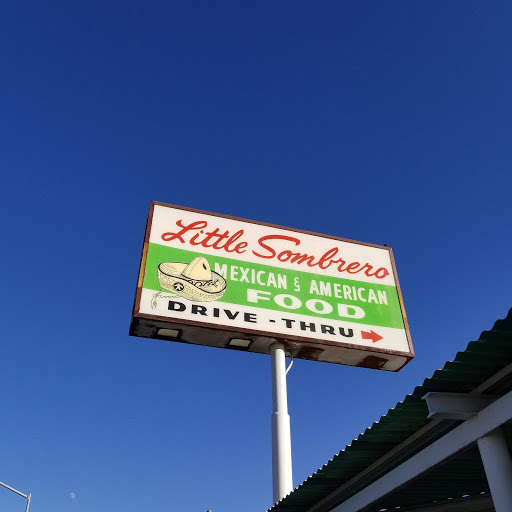 Little Sombrero
MEXICAN & AMERICAN
FOOD
DRIVE - THRU